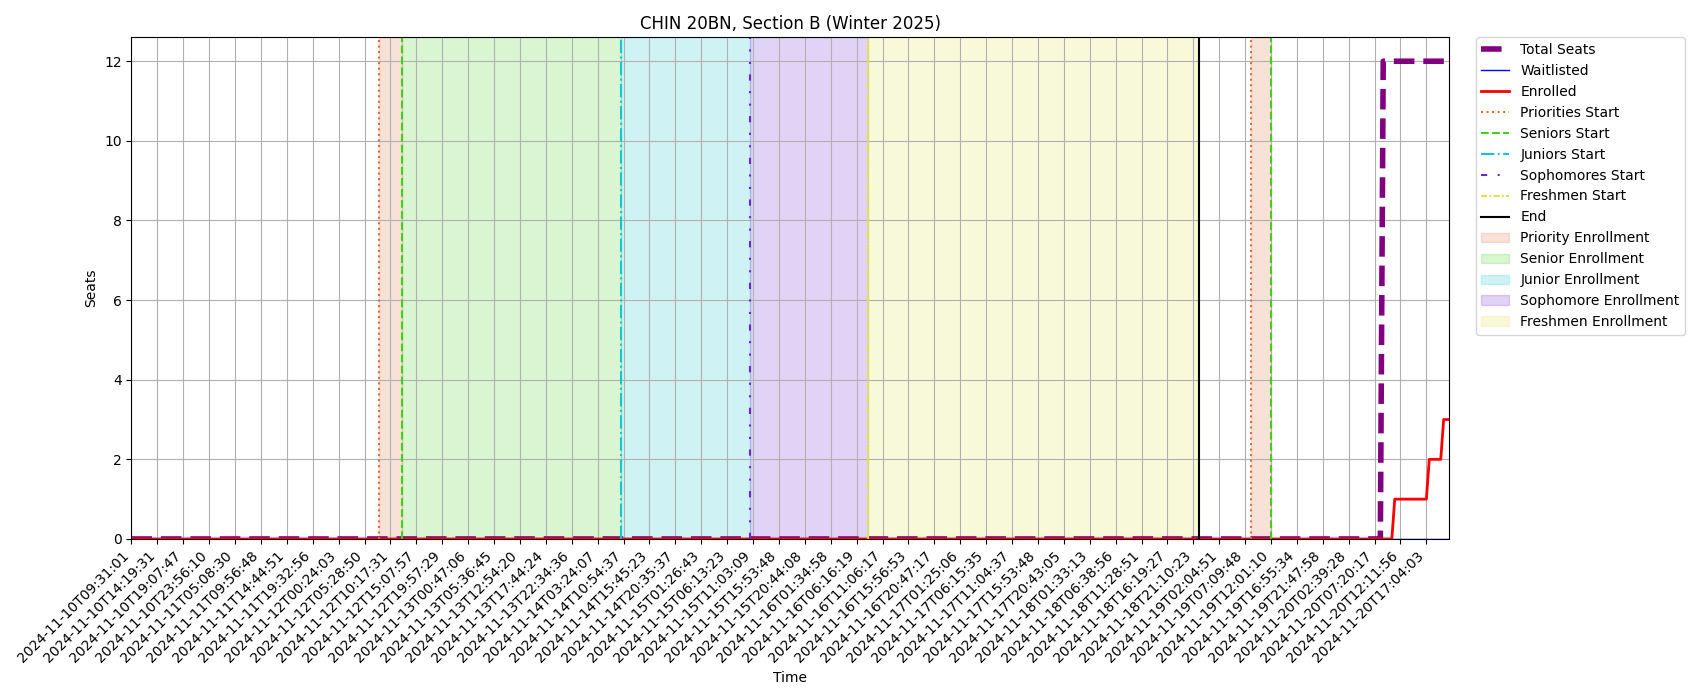 CHIN 20BN, Section B (Winter 2025)
Seats
12
10
8
6
4
2
0
2024-11-10T09:31:01
2024-11-10T14:19:31
2024-11-10T19:07:47
2024-11-10T23:56:10
2024-11-11T05:08:30
2024-11-11T09:56:48
2024-11-11T14:44:51
2024-11-11T19:32:56
2024-11-12T00:24:03
2024-11-12T05:28:50
2024-11-12T10:17:31
2024-11-12T15:07:57
2024-11-12T19:57:29
2024-11-13T00:47:06
2024-11-13T05:36:45
2024-11-13T12:54:20
2024-11-13T17:44:24
2024-11-13T22:34:36
2024-11-14T03:24:07
2024-11-14T10:54:37
2024-11-14T15:45:23
2024-11-14T20:35:37
2024-11-15T01:26:43
2024-11-15T06:13:23
2024-11-15T11:03:09
2024-11-15T15:53:48
2024-11-15T20:44:08
2024-11-16T01:34:58
2024-11-16T06:16:19
2024-11-16T11:06:17
2024-11-16T15:56:53
2024-11-16T20:47:17
2024-11-17T01:25:06
2024-11-17T06:15:35
2024-11-17T11:04:37
2024-11-17T15:53:48
2024-11-17T20:43:05
2024-11-18T01:33:13
2024-11-18T06:38:56
2024-11-18T11:28:51
2024-11-18T16:19:27
2024-11-18T21:10:23
2024-11-19T02:04:51
2024-11-19T07:09:48
2024-11-19T12:01:10
2024-11-19T16:55:34
2024-11-19T21:47:58
2024-11-20T02:39:28
2024-11-20T07:20:17
2024-11-20T12:11:56
2024-11-20T17:04:03
Time
Total Seats
Waitlisted
Enrolled
Priorities Start
Seniors Start
Juniors Start
Sophomores Start
Freshmen Start
End
Priority Enrollment
Senior Enrollment
Junior Enrollment
Sophomore Enrollment
Freshmen Enrollment